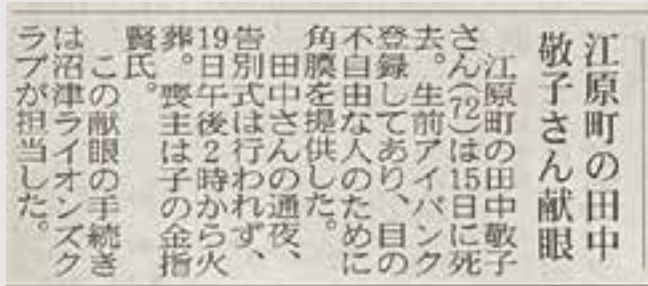 江原町の田中
敬子さん献眼
江原町の田中敬子
さん(72)は15日に死
去。生前アイバンク
登録してあり、目の
不自由な人のために
角膜を提供した。
田中さんの通夜、
告別式は行われず、
19日午後2時から火
葬。喪主は子の金指
賢氏。
この献眼の手続き
は沼津ライオンズク
ラブが担当した。